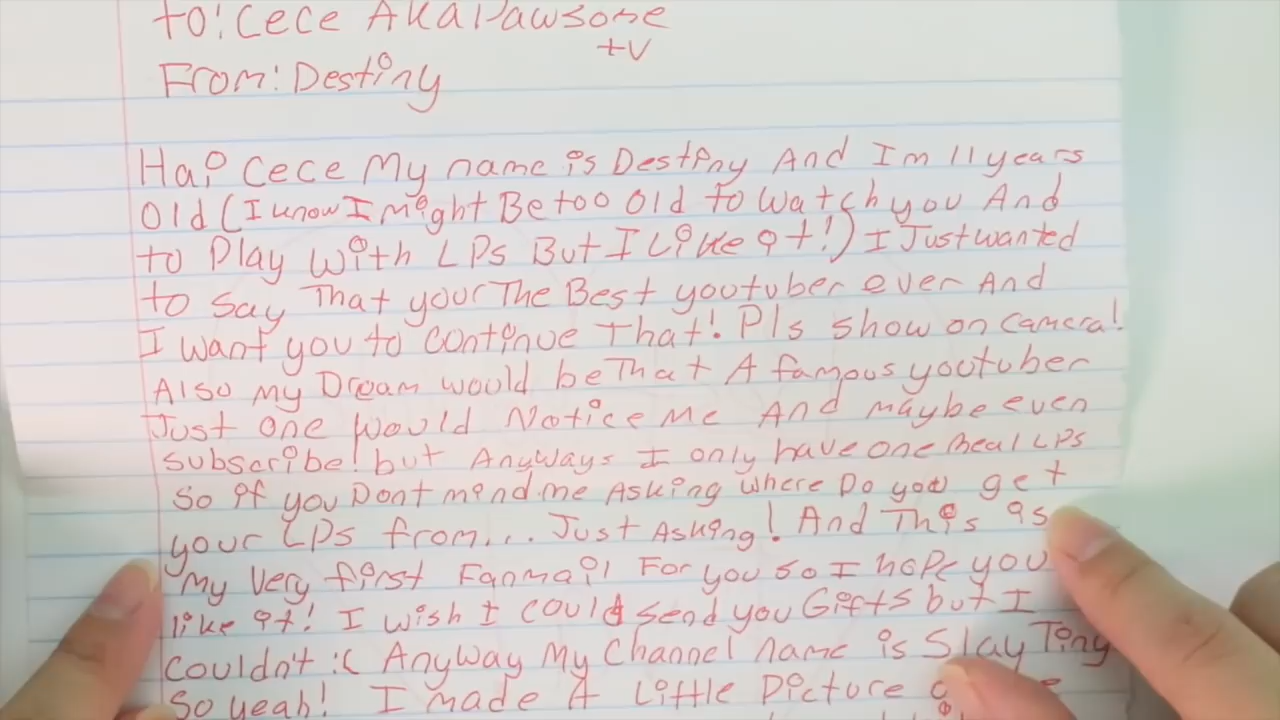 to: Cece AKA Pawsome
tv
From: Destiny
Hai Cece My name is Destiny And Im 11 years
old (I know I might Be too old to watch you And
to Play with LPs But I Like it!) I Just wanted
to say That your The Best youtuber ever And
I want you to continue That! Pls show on camera!
Also my Dream would be That A famous youtuber
Just one would Notice Me And maybe even
subscribe! but Anyways I only have one real LPs
so if you Dont mind me Asking where Do you get
your LPs from... Just Asking! And This is
My Very first Fanmail For you so I hope you
like it! I wish I could send you Gifts but I
couldn't :( Anyway My Channel name is Slay Tiny
So yeah! I made A Little Picture